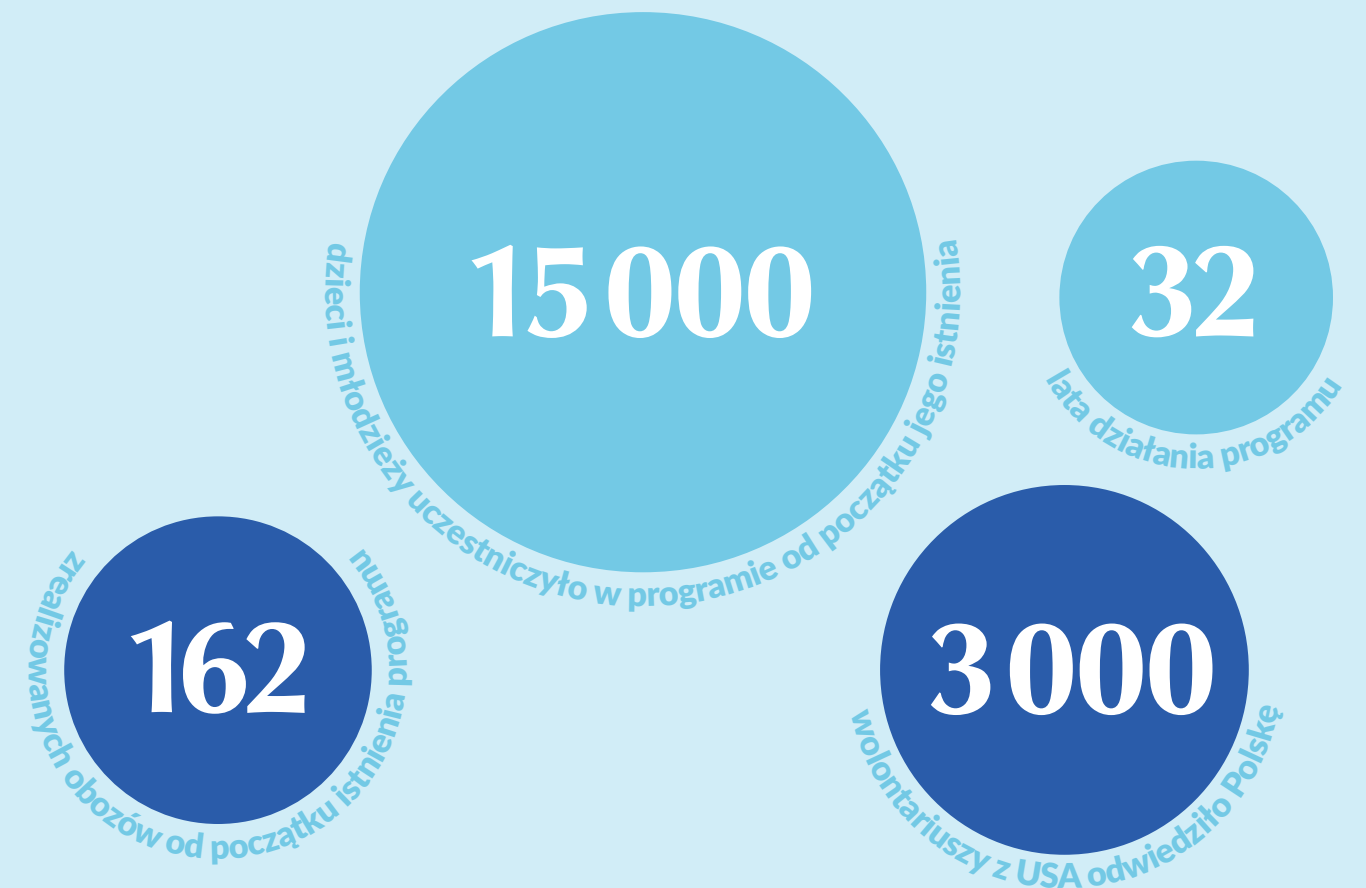 15 000
dzieci i młodzieży uczestniczyło w programie od początku jego istnienia
32
lata działania programu
162
zrealizowanych obozów od początku istnienia programu
3 000
wolontariuszy z USA odwiedziło Polskę